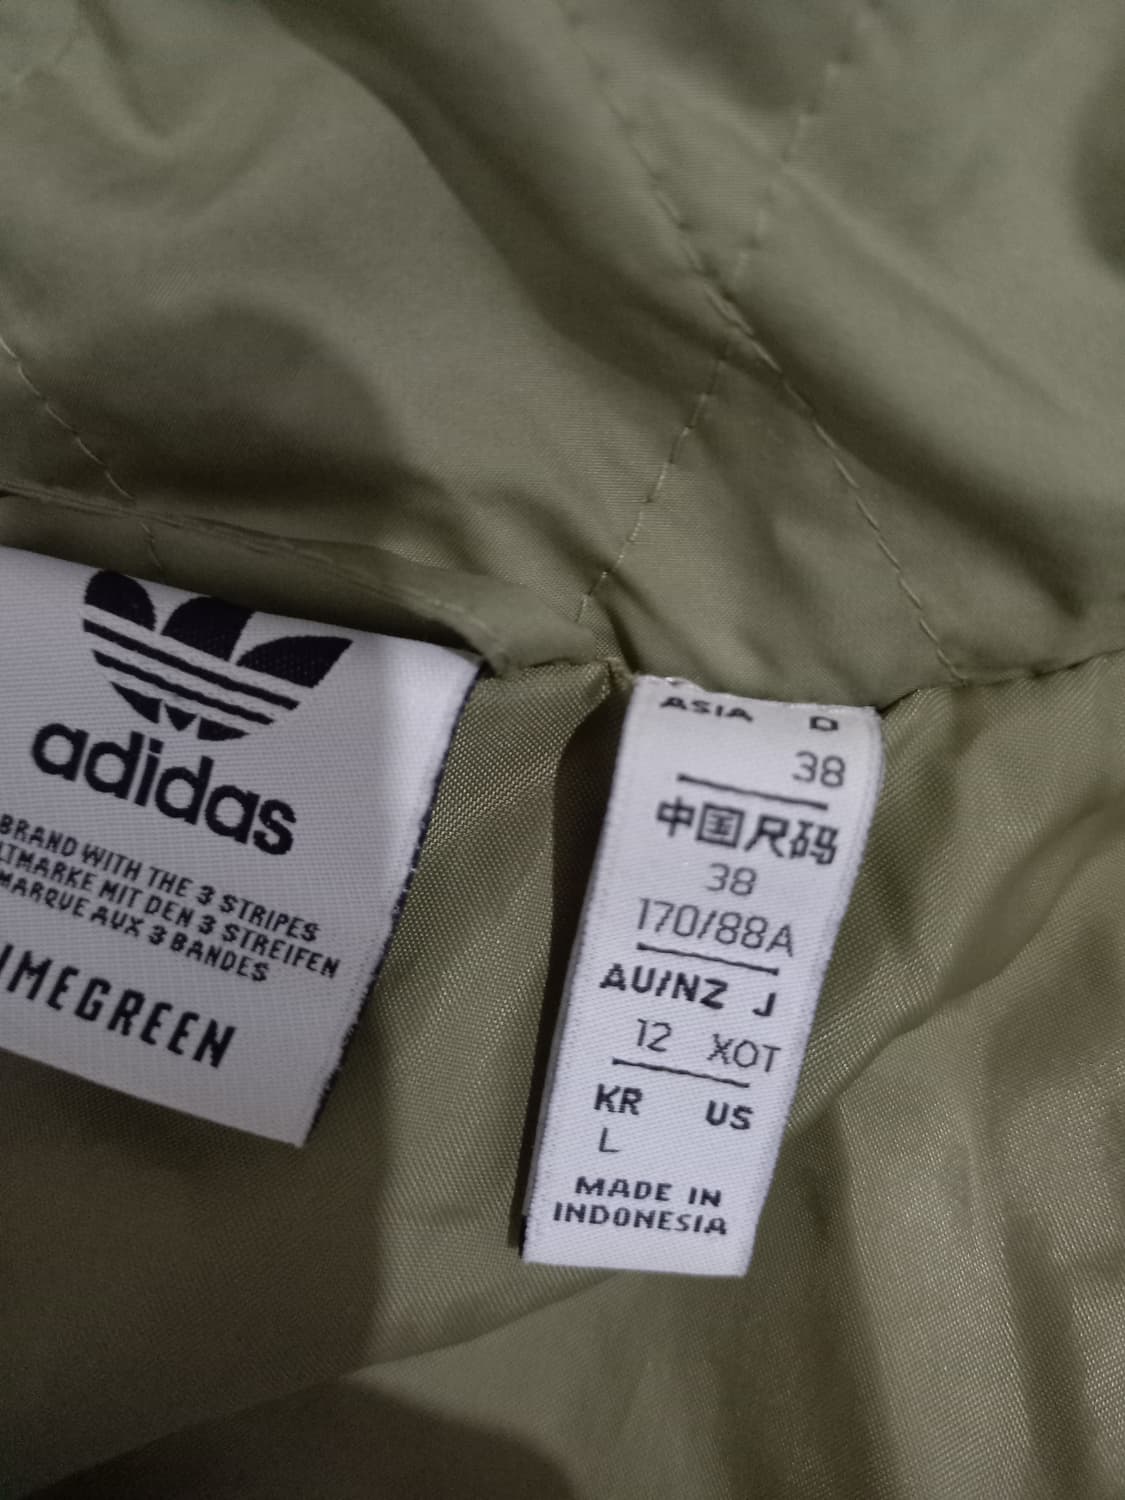 adidas
BRAND WITH THE 3 STRIPES
MARKE MIT DEN 3 STREIFEN
MARQUE AUX 3 BANDES
IMEGREEN
ASIA D
38
中国尺码
38
170/88A
AU/NZ J
12 XOT
KR US
L
MADE IN
INDONESIA